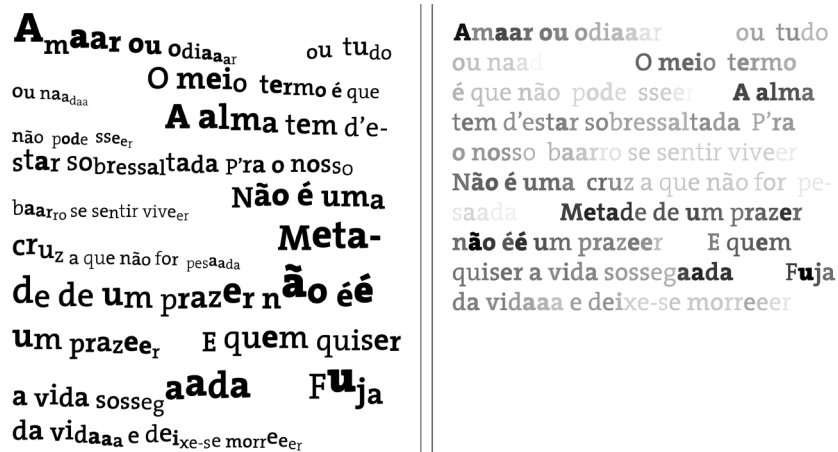 Amaar ou odiaaar ou tudo
ou naadaa O meio termo é que
não pode sseer A alma tem d’e-
star sobressaltada P’ra o nosso
baarro se sentir viveer Não é uma
cruz a que não for pesaada Meta-
de de um prazer não éé
um prazeer E quem quiser
a vida sossegaada Fuja
da vidaaa e deixe-se morreeer
Amaar ou odiaaar ou tudo
ou naad O meio termo
é que não pode sseer A alma
tem d’estar sobressaltada P’ra
o nosso baarro se sentir viveer
Não é uma cruz a que não for pe-
saada Metade de um prazer
não éé um prazeer E quem
quiser a vida sossegaada Fuja
da vidaaa e deixe-se morreeer